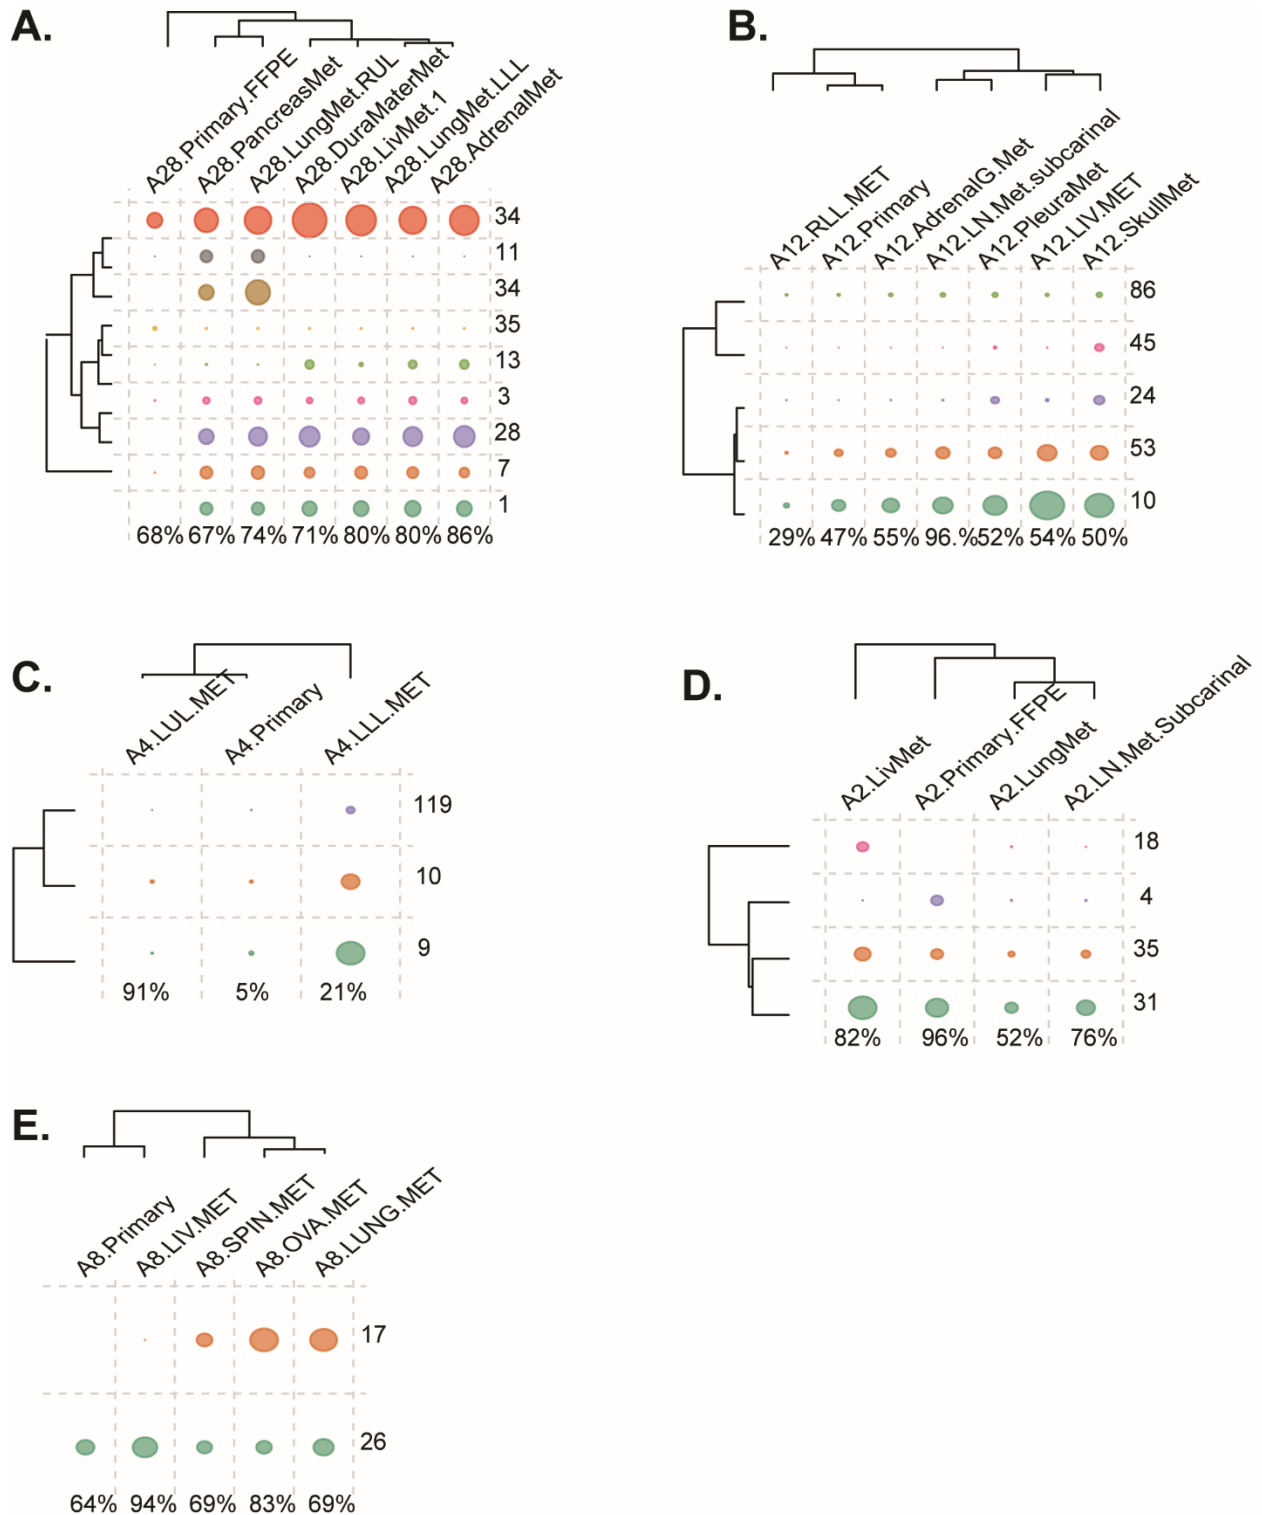 A.
A28.Primary.FFPE
A28.PancreasMet
A28.LungMet.RUL
A28.DuraMaterMet
A28.LivMet.1
A28.LungMet.LLL
A28.AdrenalMet
34
11
34
35
13
3
28
7
1
68% 67% 74% 71% 80% 80% 86%
B.
A12.RLL.MET
A12.Primary
A12.AdrenalG.Met
A12.LN.Met.subcarinal
A12.PleuraMet
A12.LIV.MET
A12.SkullMet
86
45
24
53
10
29% 47% 55% 96.% 52% 54% 50%
C.
A4.LUL.MET
A4.Primary
A4.LLL.MET
119
10
9
91% 5% 21%
D.
A2.LivMet
A2.Primary.FFPE
A2.LungMet
A2.LN.Met.Subcarinal
18
4
35
31
82% 96% 52% 76%
E.
A8.Primary
A8.LIV.MET
A8.SPIN.MET
A8.OVA.MET
A8.LUNG.MET
17
26
64% 94% 69% 83% 69%